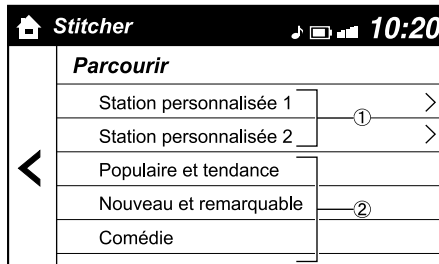 Stitcher 10:20
Parcourir
Station personnalisée 1
①
Station personnalisée 2
Populaire et tendance
Nouveau et remarquable
②
Comédie